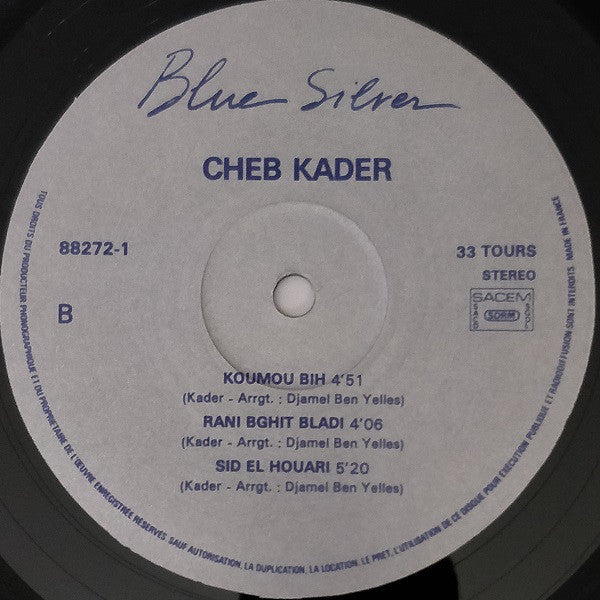 Blue Silver
CHEB KADER
88272-1
33 TOURS
STEREO
B
SACEM
SACD
SDRM
SGDL
KOUMOU BIH 4'51
(Kader - Arrgt. : Djamel Ben Yelles)
RANI BGHIT BLADI 4'06
(Kader - Arrgt. : Djamel Ben Yelles)
SID EL HOUARI 5'20
(Kader - Arrgt. : Djamel Ben Yelles)
TOUS DROITS DU PRODUCTEUR PHONOGRAPHIQUE ET DU PROPRIETAIRE DE L'ŒUVRE ENREGISTREE RESERVES. SAUF AUTORISATION, LA DUPLICATION, LA LOCATION, LE PRET, L'UTILISATION DE CE DISQUE POUR EXECUTION PUBLIQUE ET RADIODIFFUSION SONT INTERDITS. MADE IN FRANCE